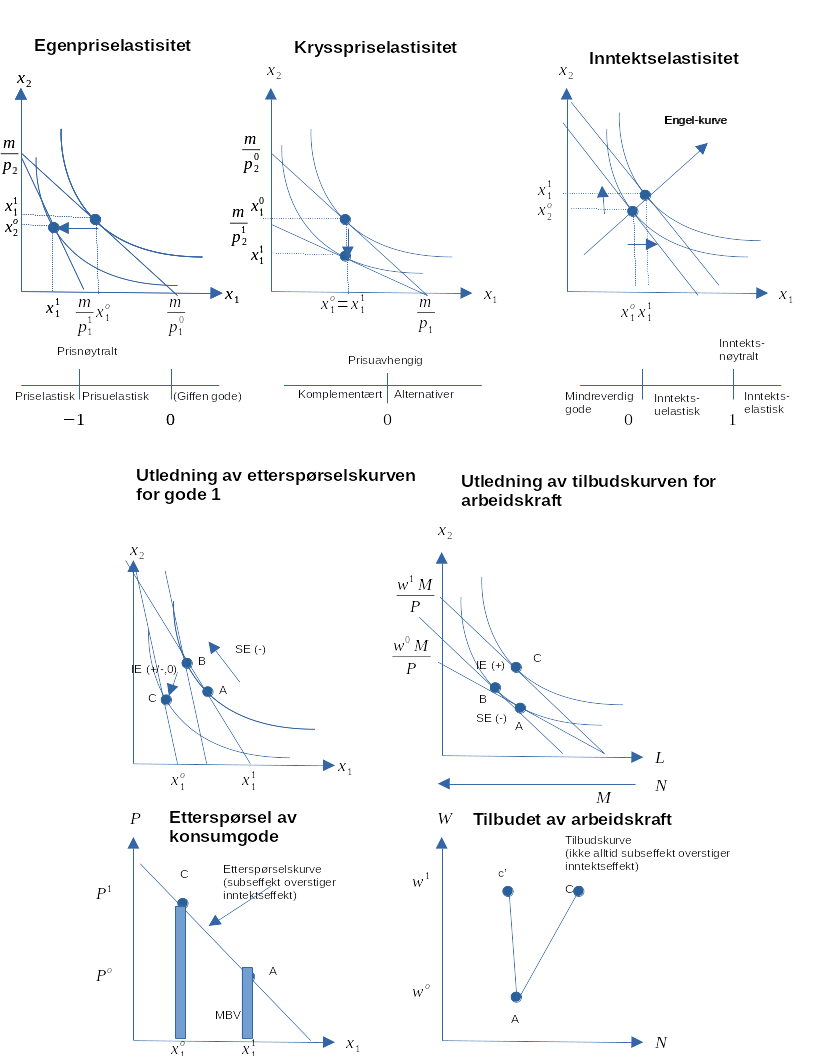 Egenpriselastisitet
x₂
m/p₂
x₁¹
x₂⁰
x₁¹
m/p₁¹
x₁⁰
m/p₁⁰
x₁
Prisnøytralt
Priselastisk
Prisuelastisk
(Giffen gode)
−1
0
Krysspriselastisitet
x₂
m/p₂⁰
x₁⁰
m/p₂¹
x₁¹
x₁⁰=x₁¹
m/p₁
x₁
Prisuavhengig
Komplementært
Alternativer
0
Inntektselastisitet
x₂
Engel-kurve
x₁¹
x₂⁰
x₁⁰ x₁¹
x₁
Inntekts-
nøytralt
Mindreverdig
gode
Inntekts-
uelastisk
Inntekts-
elastisk
0
1
Utledning av etterspørselskurven
for gode 1
x₂
SE (-)
B
IE (+/-,0)
A
C
x₁
x₁⁰
x₁¹
Utledning av tilbudskurven for
arbeidskraft
x₂
w¹ M/P
w⁰ M/P
C
IE (+)
B
SE (-)
A
L
N
M
Etterspørsel av
konsumgode
P
Etterspørselskurve
(subseffekt overstiger
inntektseffekt)
C
P¹
A
P⁰
MBV
x₁⁰
x₁¹
x₁
Tilbudet av arbeidskraft
W
Tilbudskurve
(ikke alltid subseffekt overstiger
inntektseffekt)
c'
C
w¹
w⁰
A
N